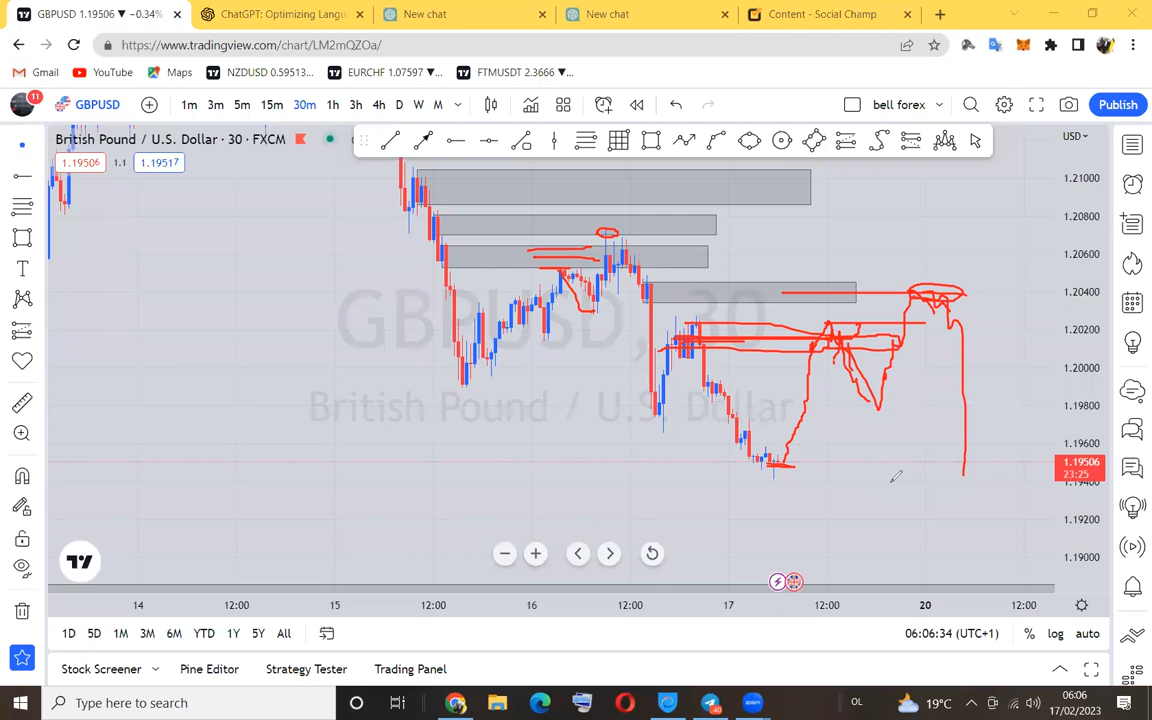 GBPUSD 1.19506 ▼ −0.34%
ChatGPT: Optimizing Langu
New chat
New chat
Content - Social Champ
https://www.tradingview.com/chart/LM2mQZOa/
Gmail
YouTube
Maps
NZDUSD 0.59513...
EURCHF 1.07597 ▼...
FTMUSDT 2.3666 ▼...
11
GBPUSD
1m 3m 5m 15m 30m 1h 3h 4h D W M
bell forex
Publish
British Pound / U.S. Dollar · 30 · FXCM
USD
1.19506
1.1
1.19517
GBPUSD, 30
British Pound / U.S. Dollar
1.21000
1.20800
1.20600
1.20400
1.20200
1.20000
1.19800
1.19600
1.19506
23:25
1.19400
1.19200
1.19000
14 12:00 15 12:00 16 12:00 17 12:00 20 12:00
1D 5D 1M 3M 6M YTD 1Y 5Y All
06:06:34 (UTC+1)
% log auto
Stock Screener
Pine Editor
Strategy Tester
Trading Panel
Type here to search
zoom
OL
19°C
06:06
17/02/2023